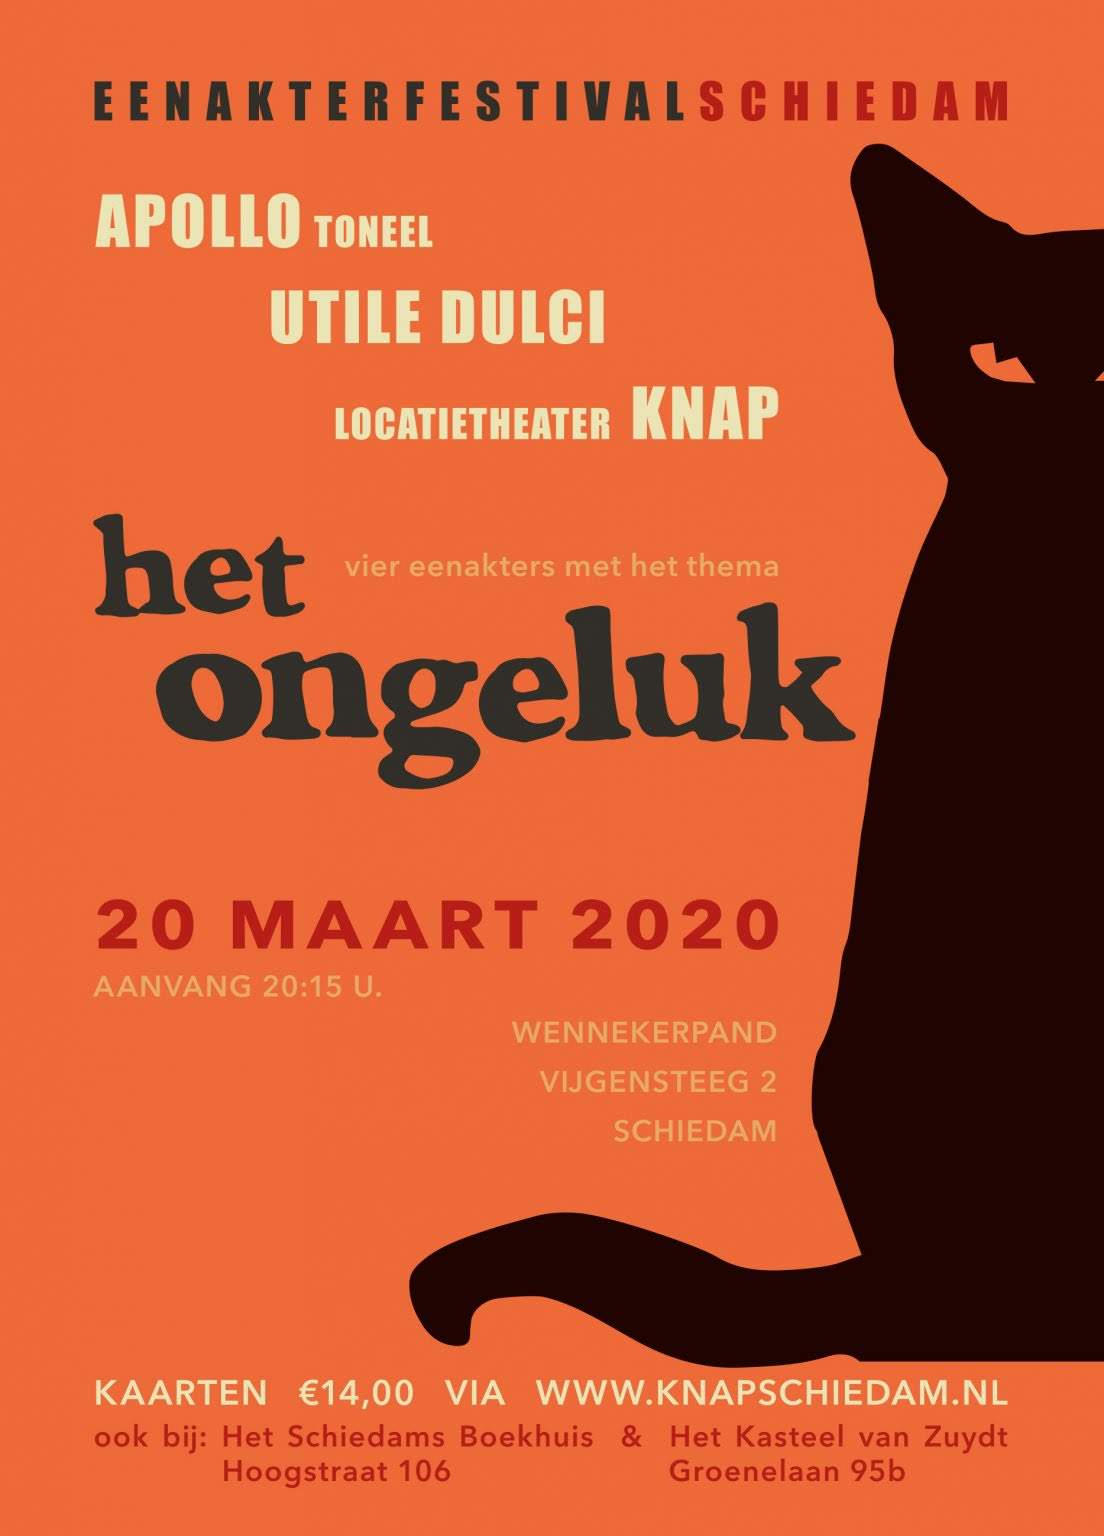 EENAKTERFESTIVALSCHIEDAM
APOLLO TONEEL
UTILE DULCI
LOCATIETHEATER KNAP
het
vier eenakters met het thema
ongeluk
20 MAART 2020
AANVANG 20:15 U.
WENNEKERPAND
VIJGENSTEEG 2
SCHIEDAM
KAARTEN €14,00 VIA WWW.KNAPSCHIEDAM.NL
ook bij: Het Schiedams Boekhuis & Het Kasteel van Zuydt
Hoogstraat 106 Groenelaan 95b